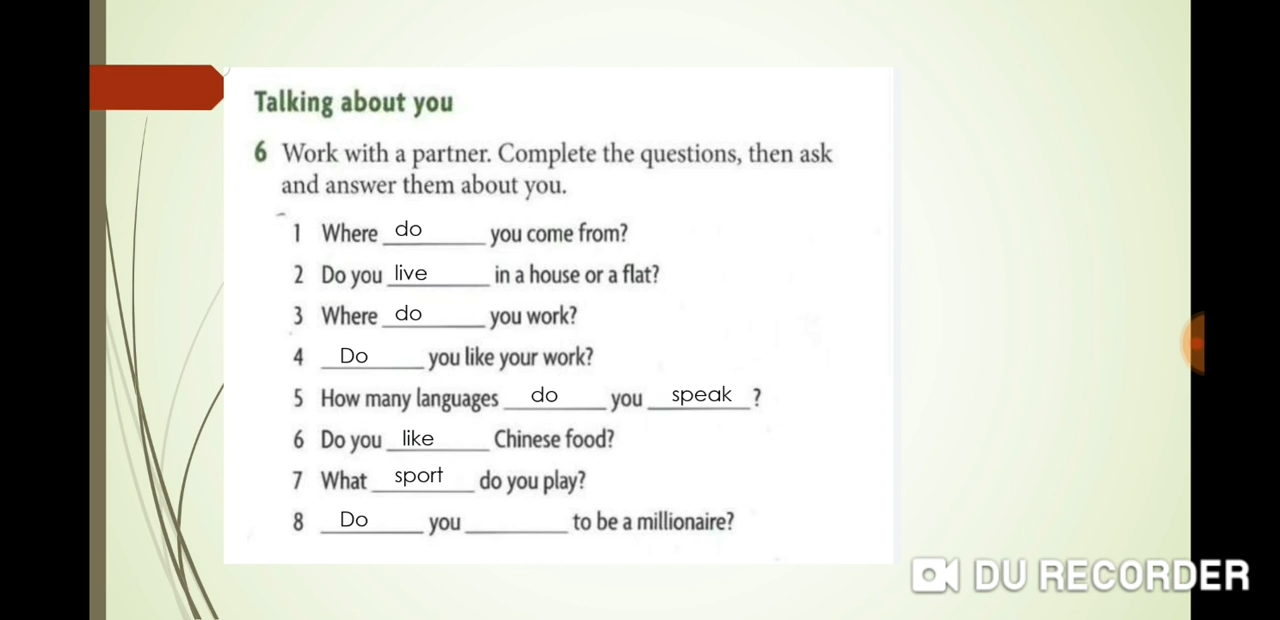 Talking about you
6 Work with a partner. Complete the questions, then ask
and answer them about you.
1 Where do you come from?
2 Do you live in a house or a flat?
3 Where do you work?
4 Do you like your work?
5 How many languages do you speak ?
6 Do you like Chinese food?
7 What sport do you play?
8 Do you ________ to be a millionaire?
DU RECORDER